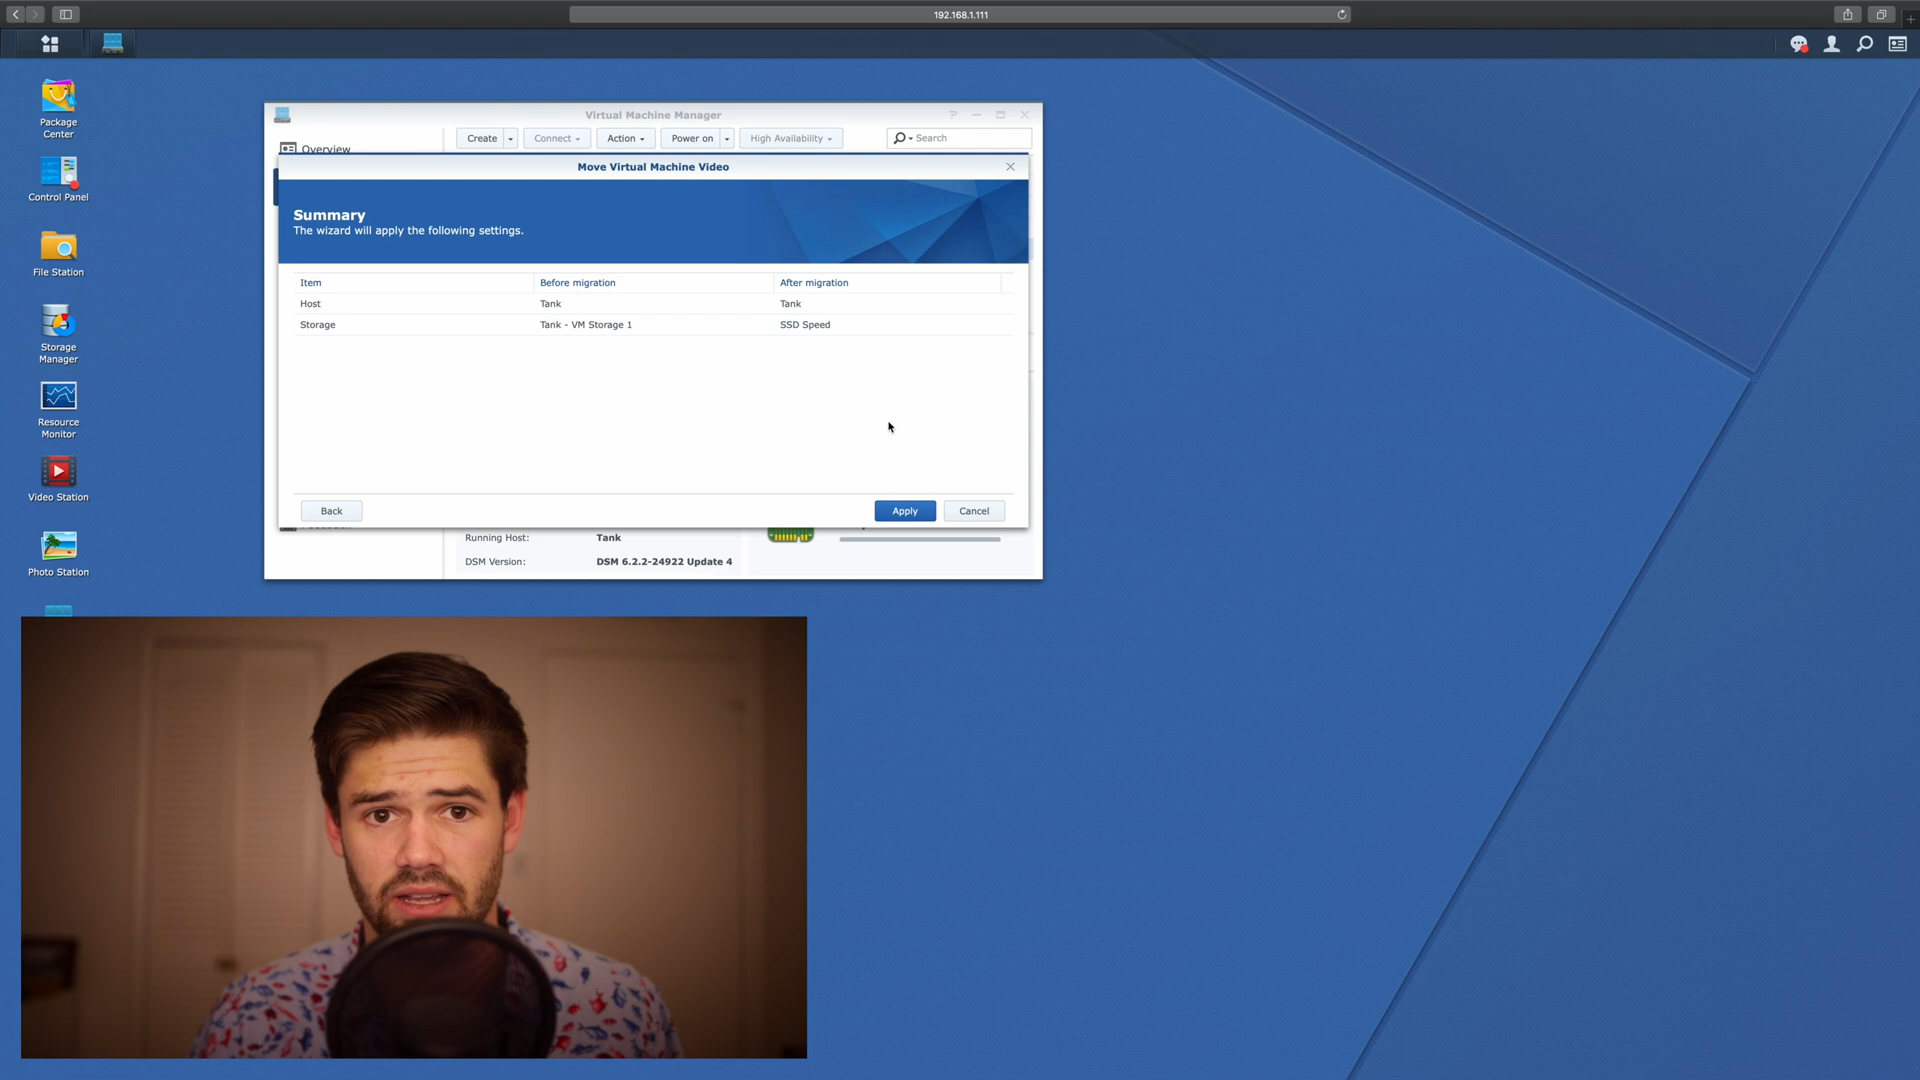 192.168.1.111
Package
Center
Control Panel
File Station
Storage
Manager
Resource
Monitor
Video Station
Photo Station
Virtual Machine Manager
Create
Connect
Action
Power on
High Availability
Search
Overview
Move Virtual Machine Video
Summary
The wizard will apply the following settings.
Item Before migration After migration
Host Tank Tank
Storage Tank - VM Storage 1 SSD Speed
Back
Apply
Cancel
Running Host: Tank
DSM Version: DSM 6.2.2-24922 Update 4